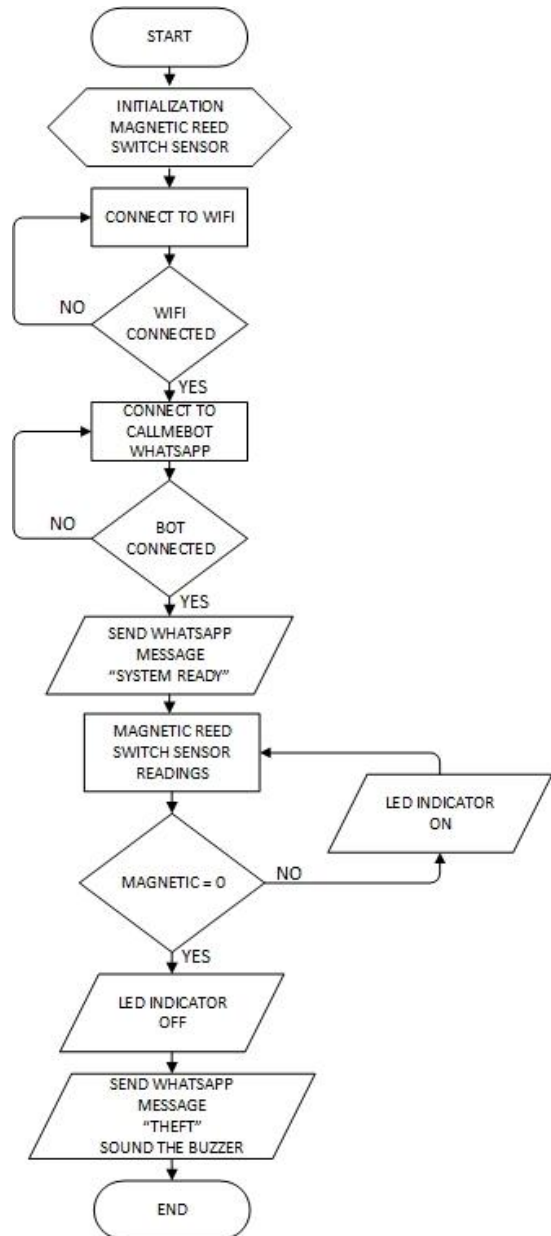 START
INITIALIZATION
MAGNETIC REED
SWITCH SENSOR
CONNECT TO WIFI
WIFI
CONNECTED
NO
YES
CONNECT TO
CALLMEBOT
WHATSAPP
BOT
CONNECTED
NO
YES
SEND WHATSAPP
MESSAGE
“SYSTEM READY”
MAGNETIC REED
SWITCH SENSOR
READINGS
LED INDICATOR
ON
MAGNETIC = 0
NO
YES
LED INDICATOR
OFF
SEND WHATSAPP
MESSAGE
“THEFT”
SOUND THE BUZZER
END